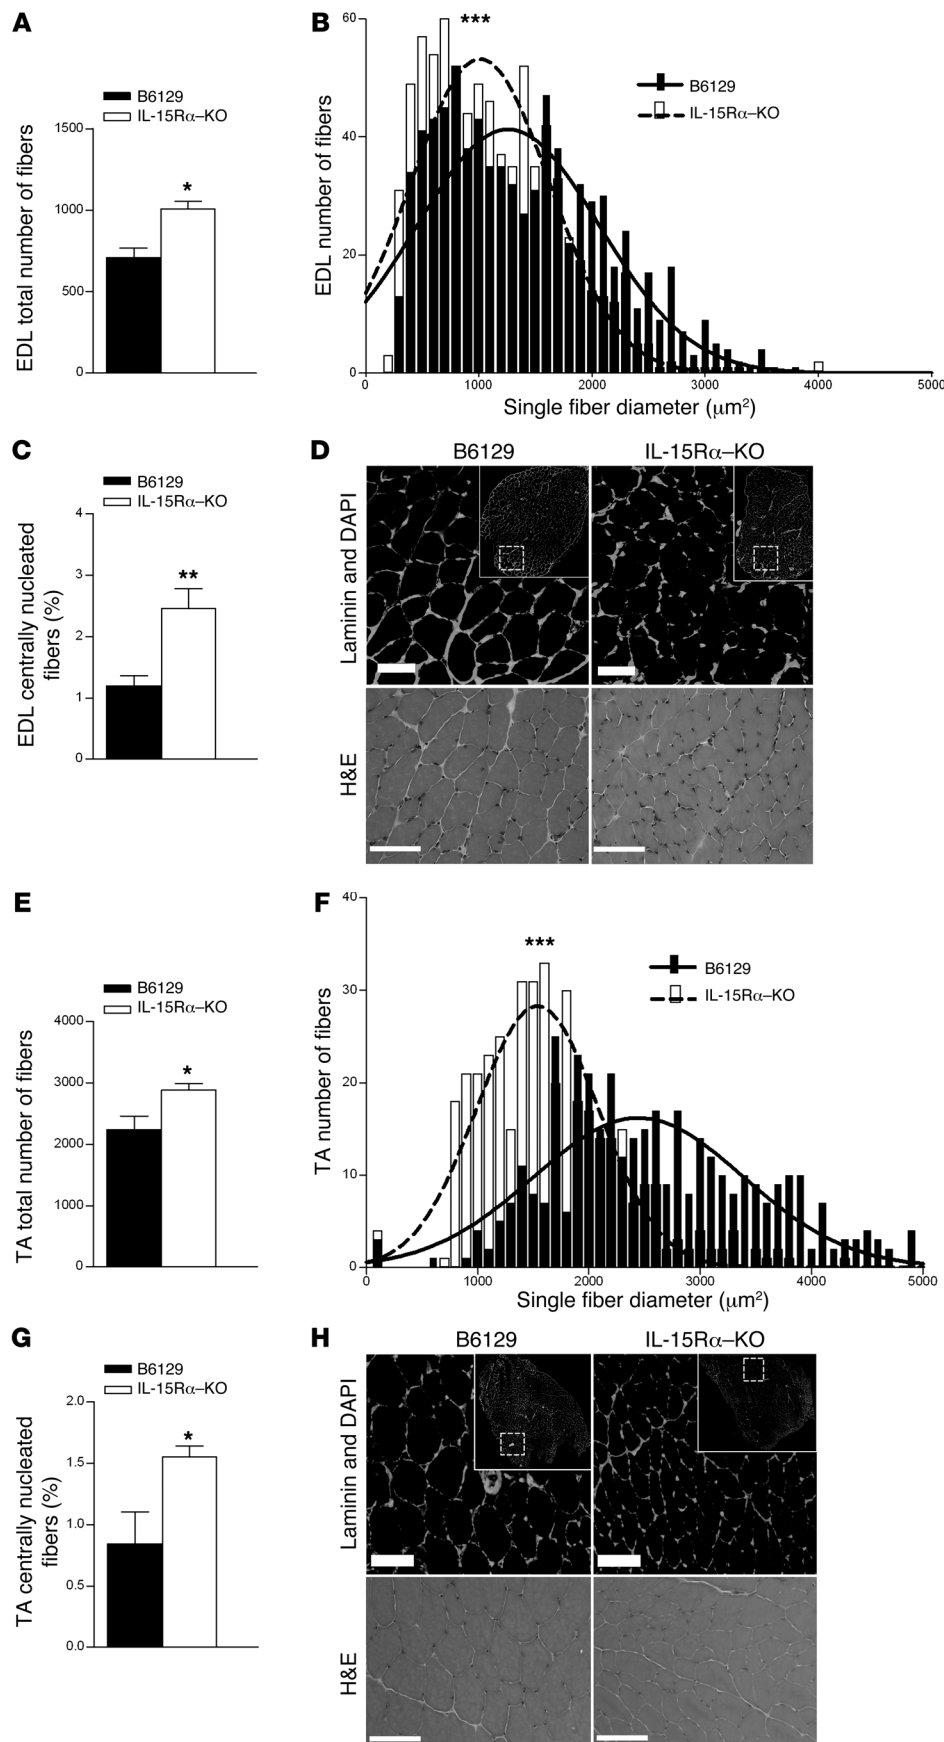 A
B6129
IL-15Rα–KO
EDL total number of fibers
1500
1000
500
0
*
B
***
B6129
IL-15Rα–KO
EDL number of fibers
60
40
20
0
0 1000 2000 3000 4000 5000
Single fiber diameter (μm²)
C
B6129
IL-15Rα–KO
EDL centrally nucleated
fibers (%)
4
3
2
1
0
**
D
B6129 IL-15Rα–KO
Laminin and DAPI
H&E
E
B6129
IL-15Rα–KO
TA total number of fibers
4000
3000
2000
1000
0
*
F
***
B6129
IL-15Rα–KO
TA number of fibers
40
30
20
10
0
0 1000 2000 3000 4000 5000
Single fiber diameter (μm²)
G
B6129
IL-15Rα–KO
TA centrally nucleated
fibers (%)
2.0
1.5
1.0
0.5
0.0
*
H
B6129 IL-15Rα–KO
Laminin and DAPI
H&E